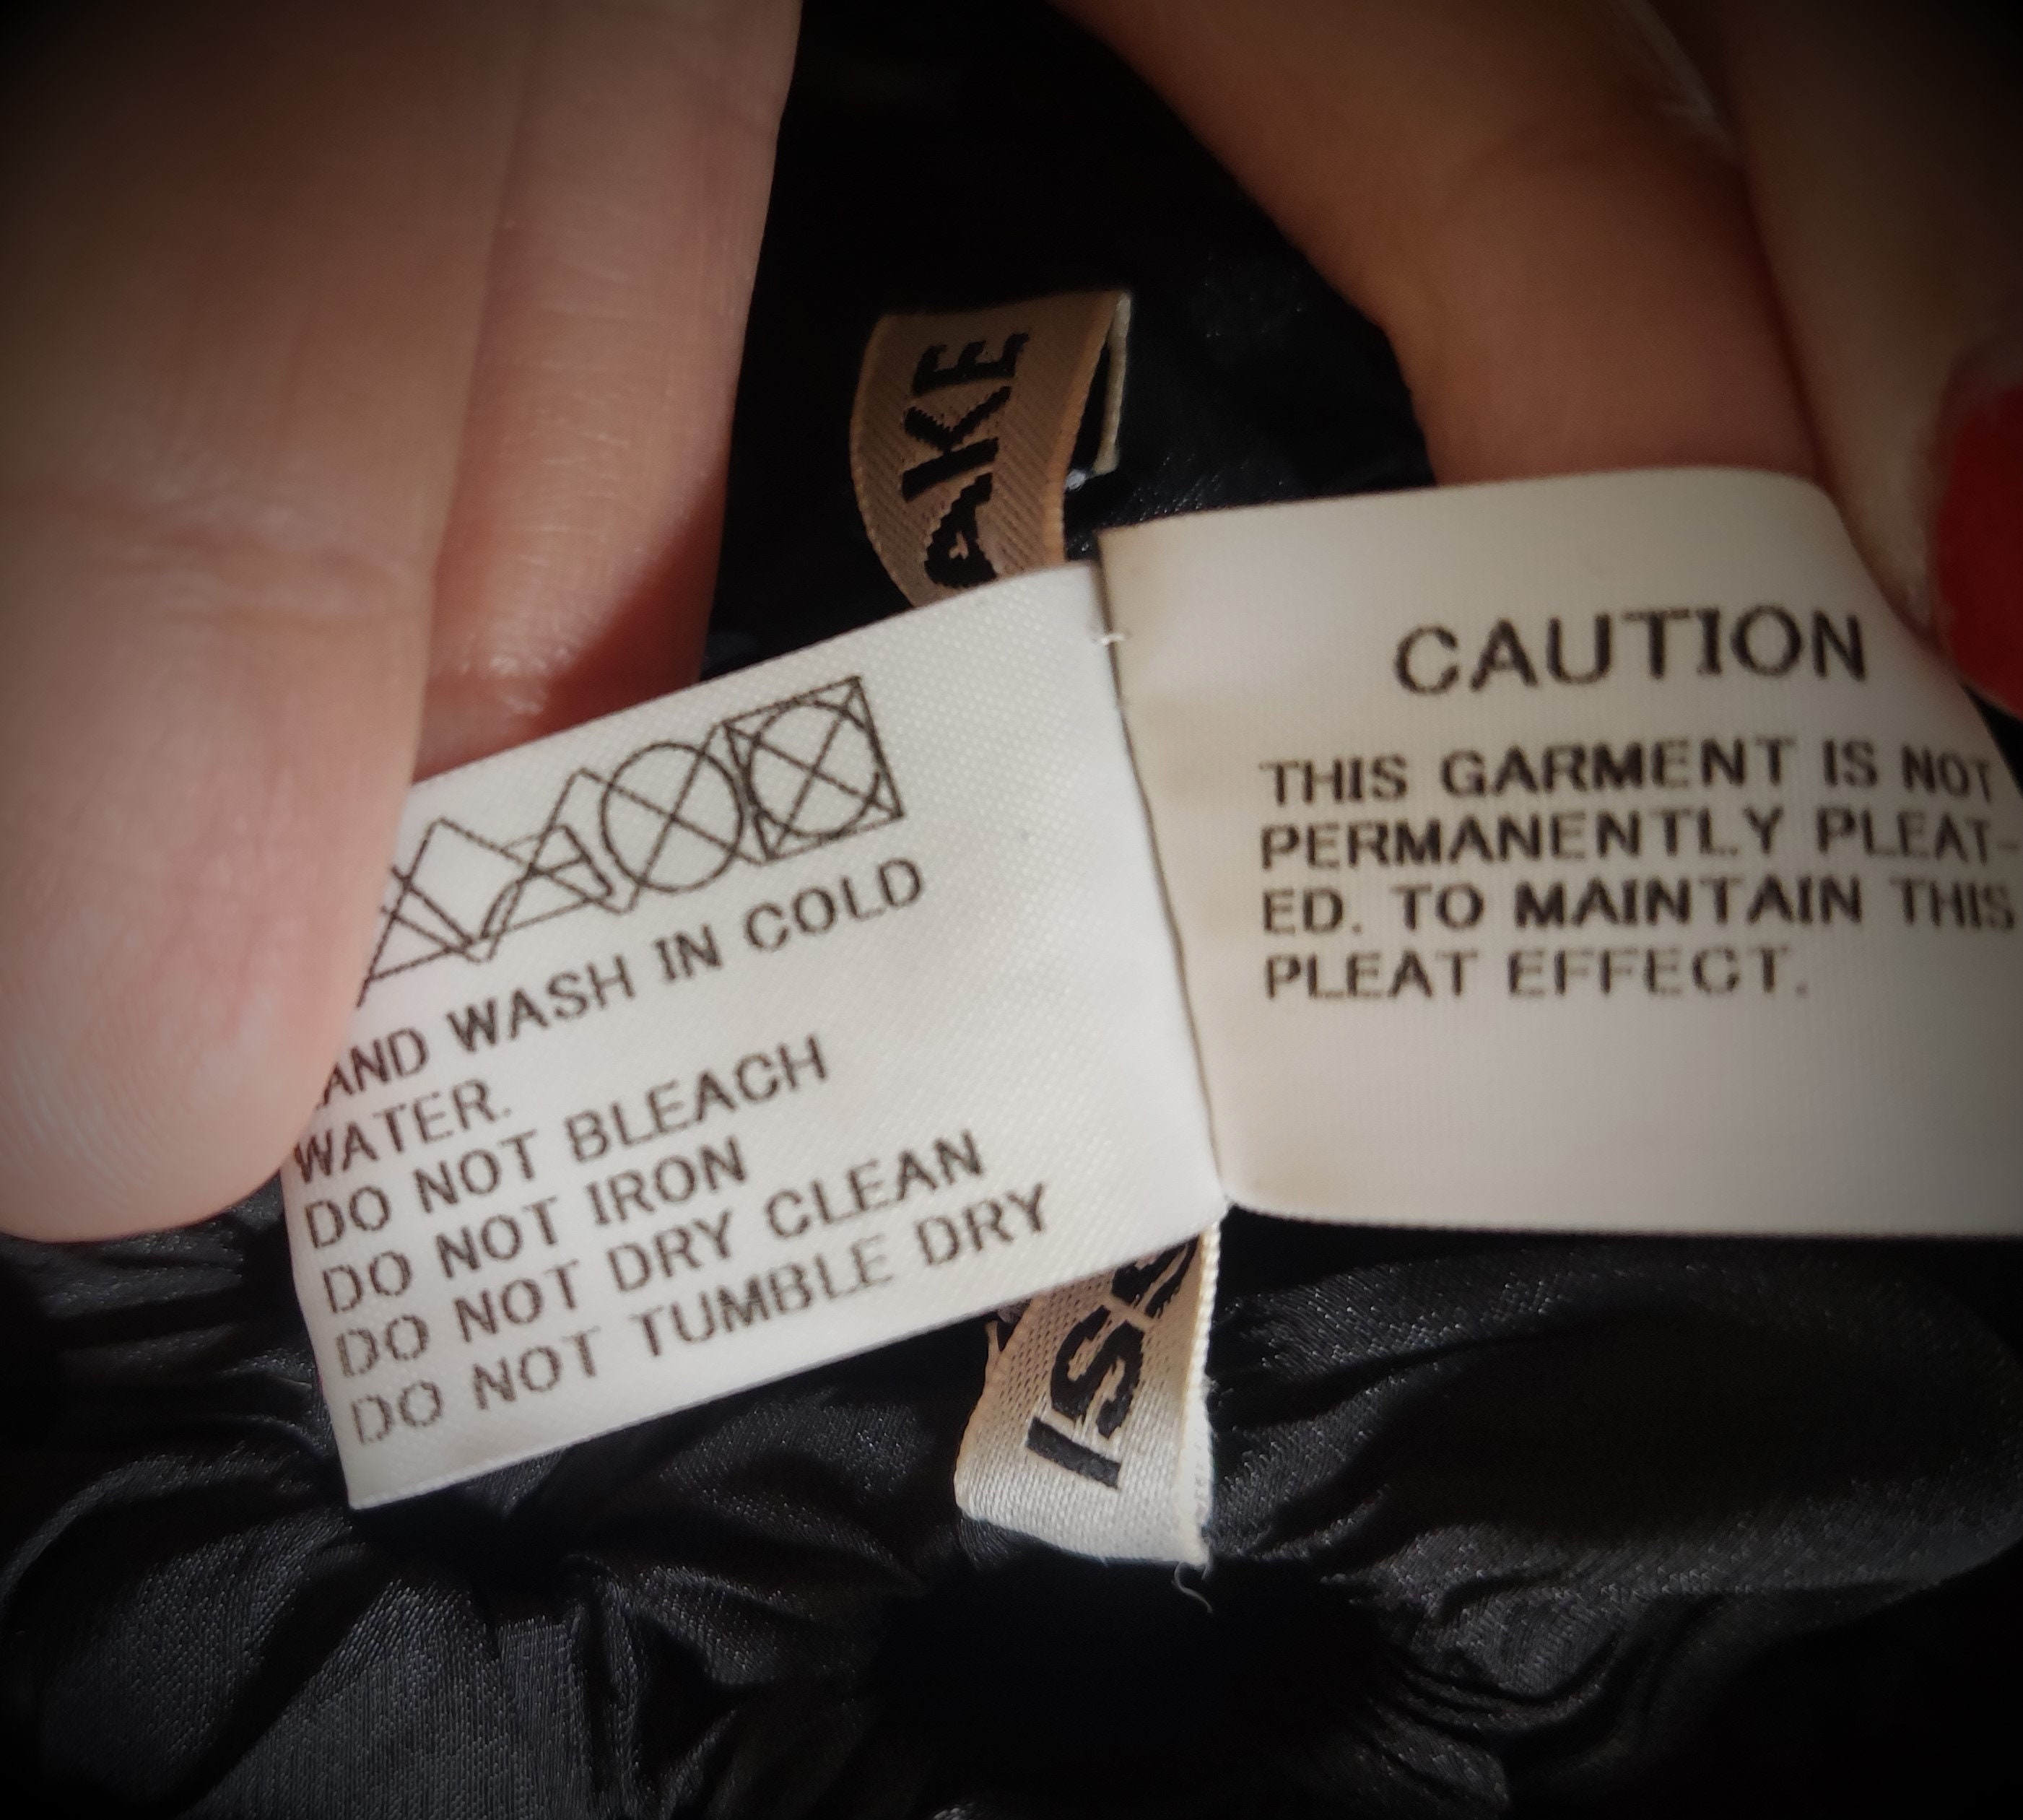 AKE
AND WASH IN COLD
WATER.
DO NOT BLEACH
DO NOT IRON
DO NOT DRY CLEAN
DO NOT TUMBLE DRY
CAUTION
THIS GARMENT IS NOT
PERMANENTLY PLEAT-
ED. TO MAINTAIN THIS
PLEAT EFFECT.
ISS